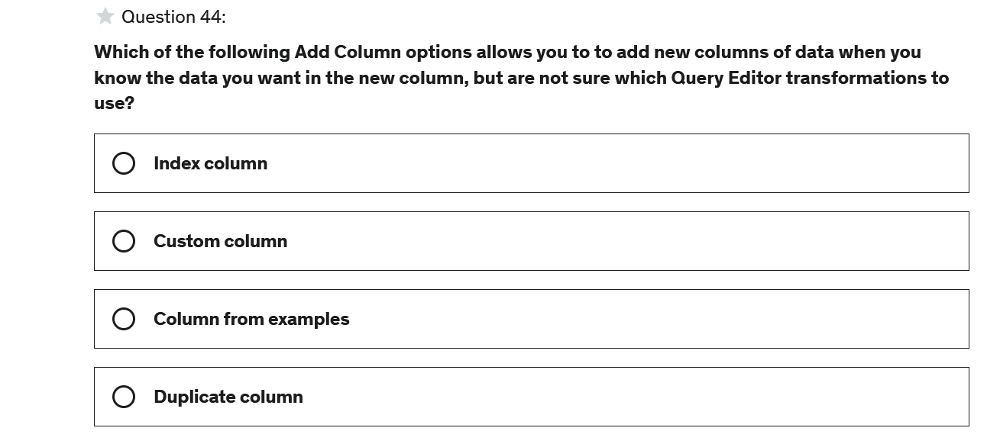 Question 44:
Which of the following Add Column options allows you to to add new columns of data when you
know the data you want in the new column, but are not sure which Query Editor transformations to
use?
Index column
Custom column
Column from examples
Duplicate column